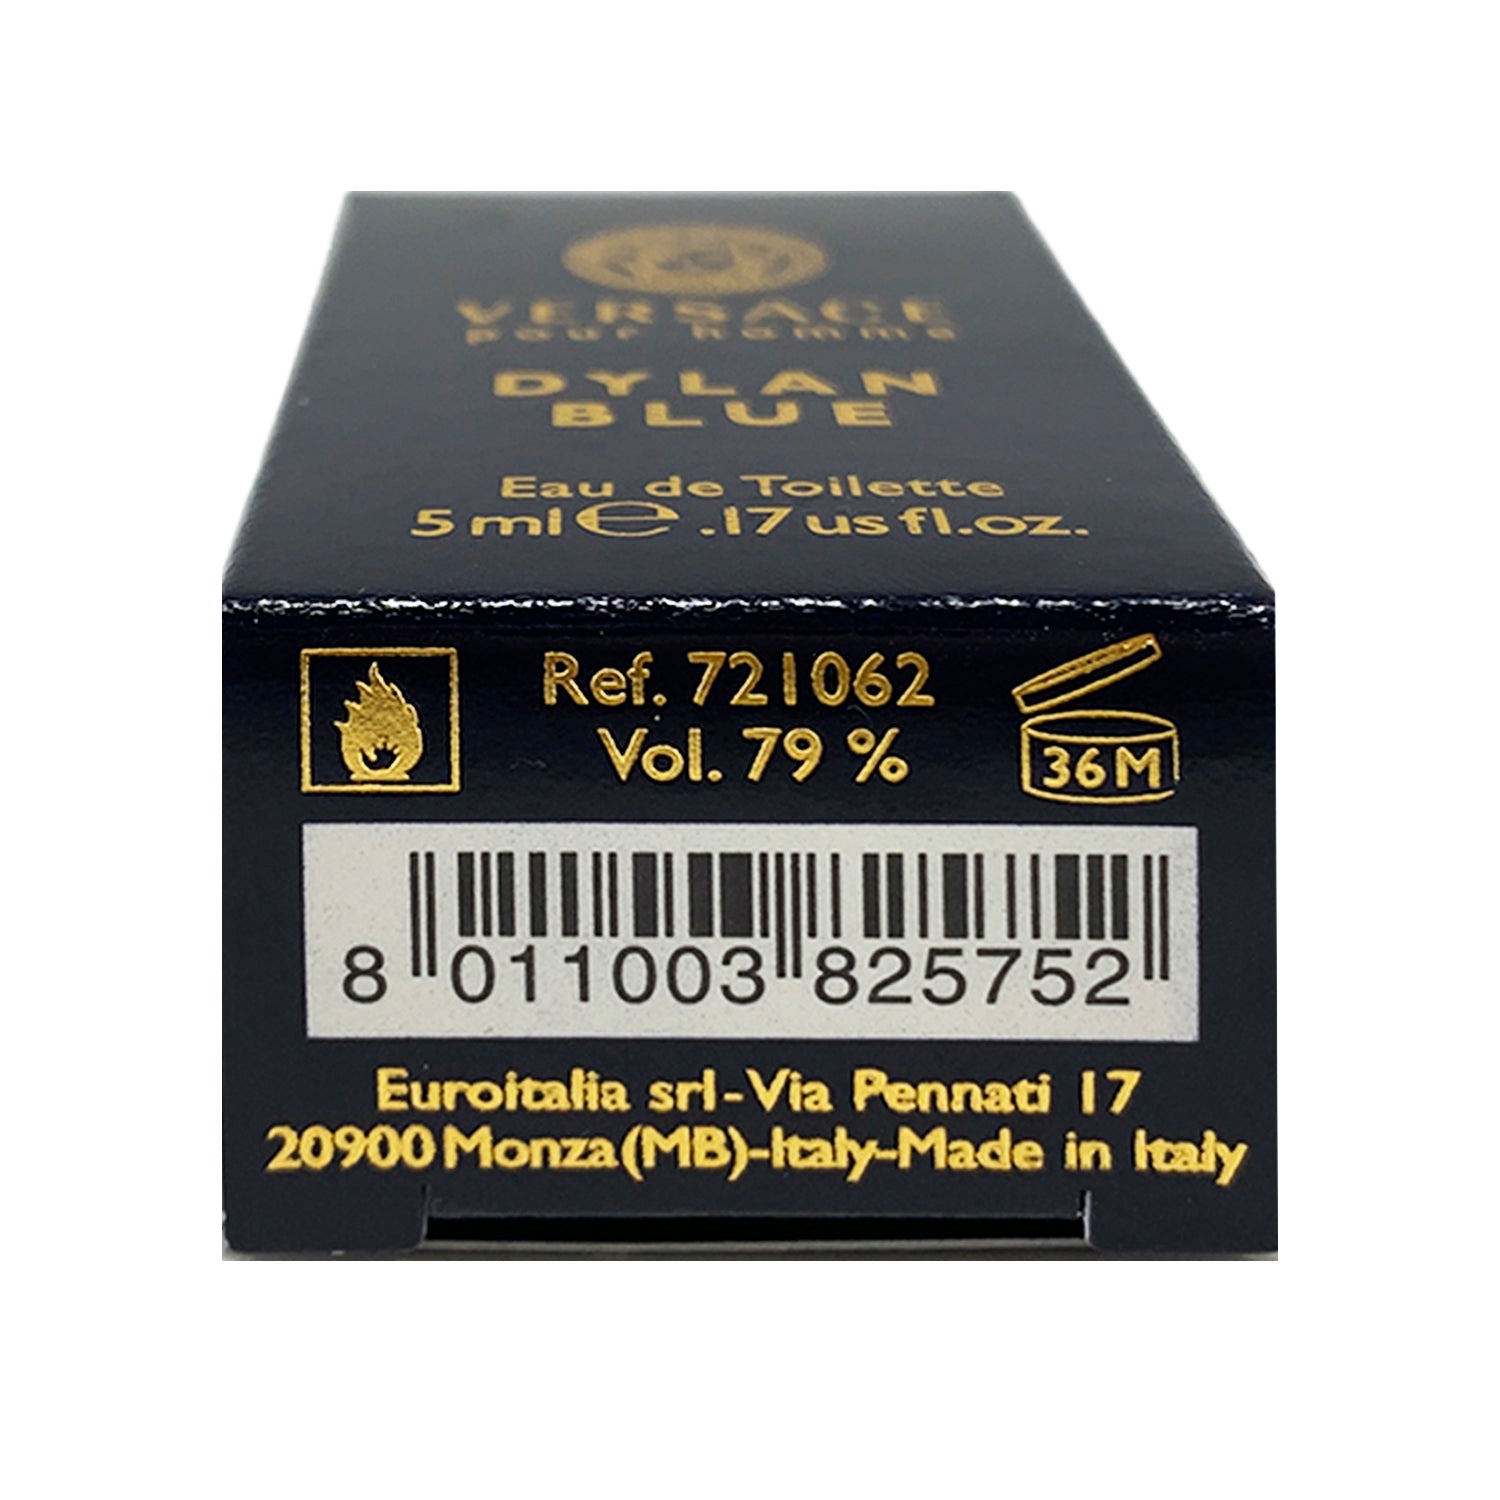 VERSACE
pour homme
DYLAN
BLUE
Eau de Toilette
5 ml e .17 us fl.oz.
Ref. 721062
Vol. 79 %
36M
8 011003 825752
Euroitalia srl-Via Pennati 17
20900 Monza (MB)-Italy-Made in Italy